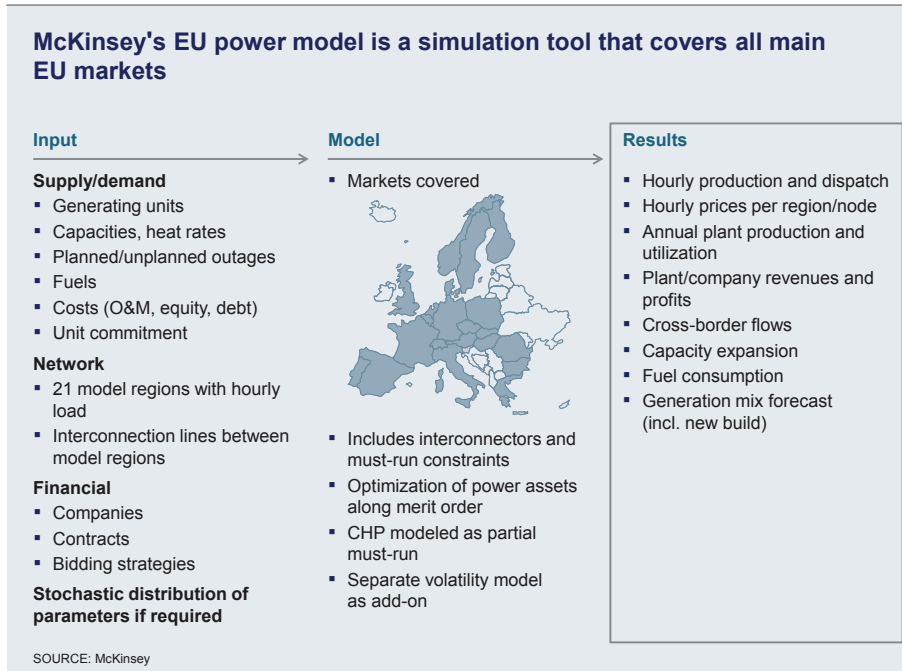 McKinsey's EU power model is a simulation tool that covers all main
EU markets
Input
Supply/demand
▪ Generating units
▪ Capacities, heat rates
▪ Planned/unplanned outages
▪ Fuels
▪ Costs (O&M, equity, debt)
▪ Unit commitment
Network
▪ 21 model regions with hourly
load
▪ Interconnection lines between
model regions
Financial
▪ Companies
▪ Contracts
▪ Bidding strategies
Stochastic distribution of
parameters if required
Model
▪ Markets covered
▪ Includes interconnectors and
must-run constraints
▪ Optimization of power assets
along merit order
▪ CHP modeled as partial
must-run
▪ Separate volatility model
as add-on
Results
▪ Hourly production and dispatch
▪ Hourly prices per region/node
▪ Annual plant production and
utilization
▪ Plant/company revenues and
profits
▪ Cross-border flows
▪ Capacity expansion
▪ Fuel consumption
▪ Generation mix forecast
(incl. new build)
SOURCE: McKinsey